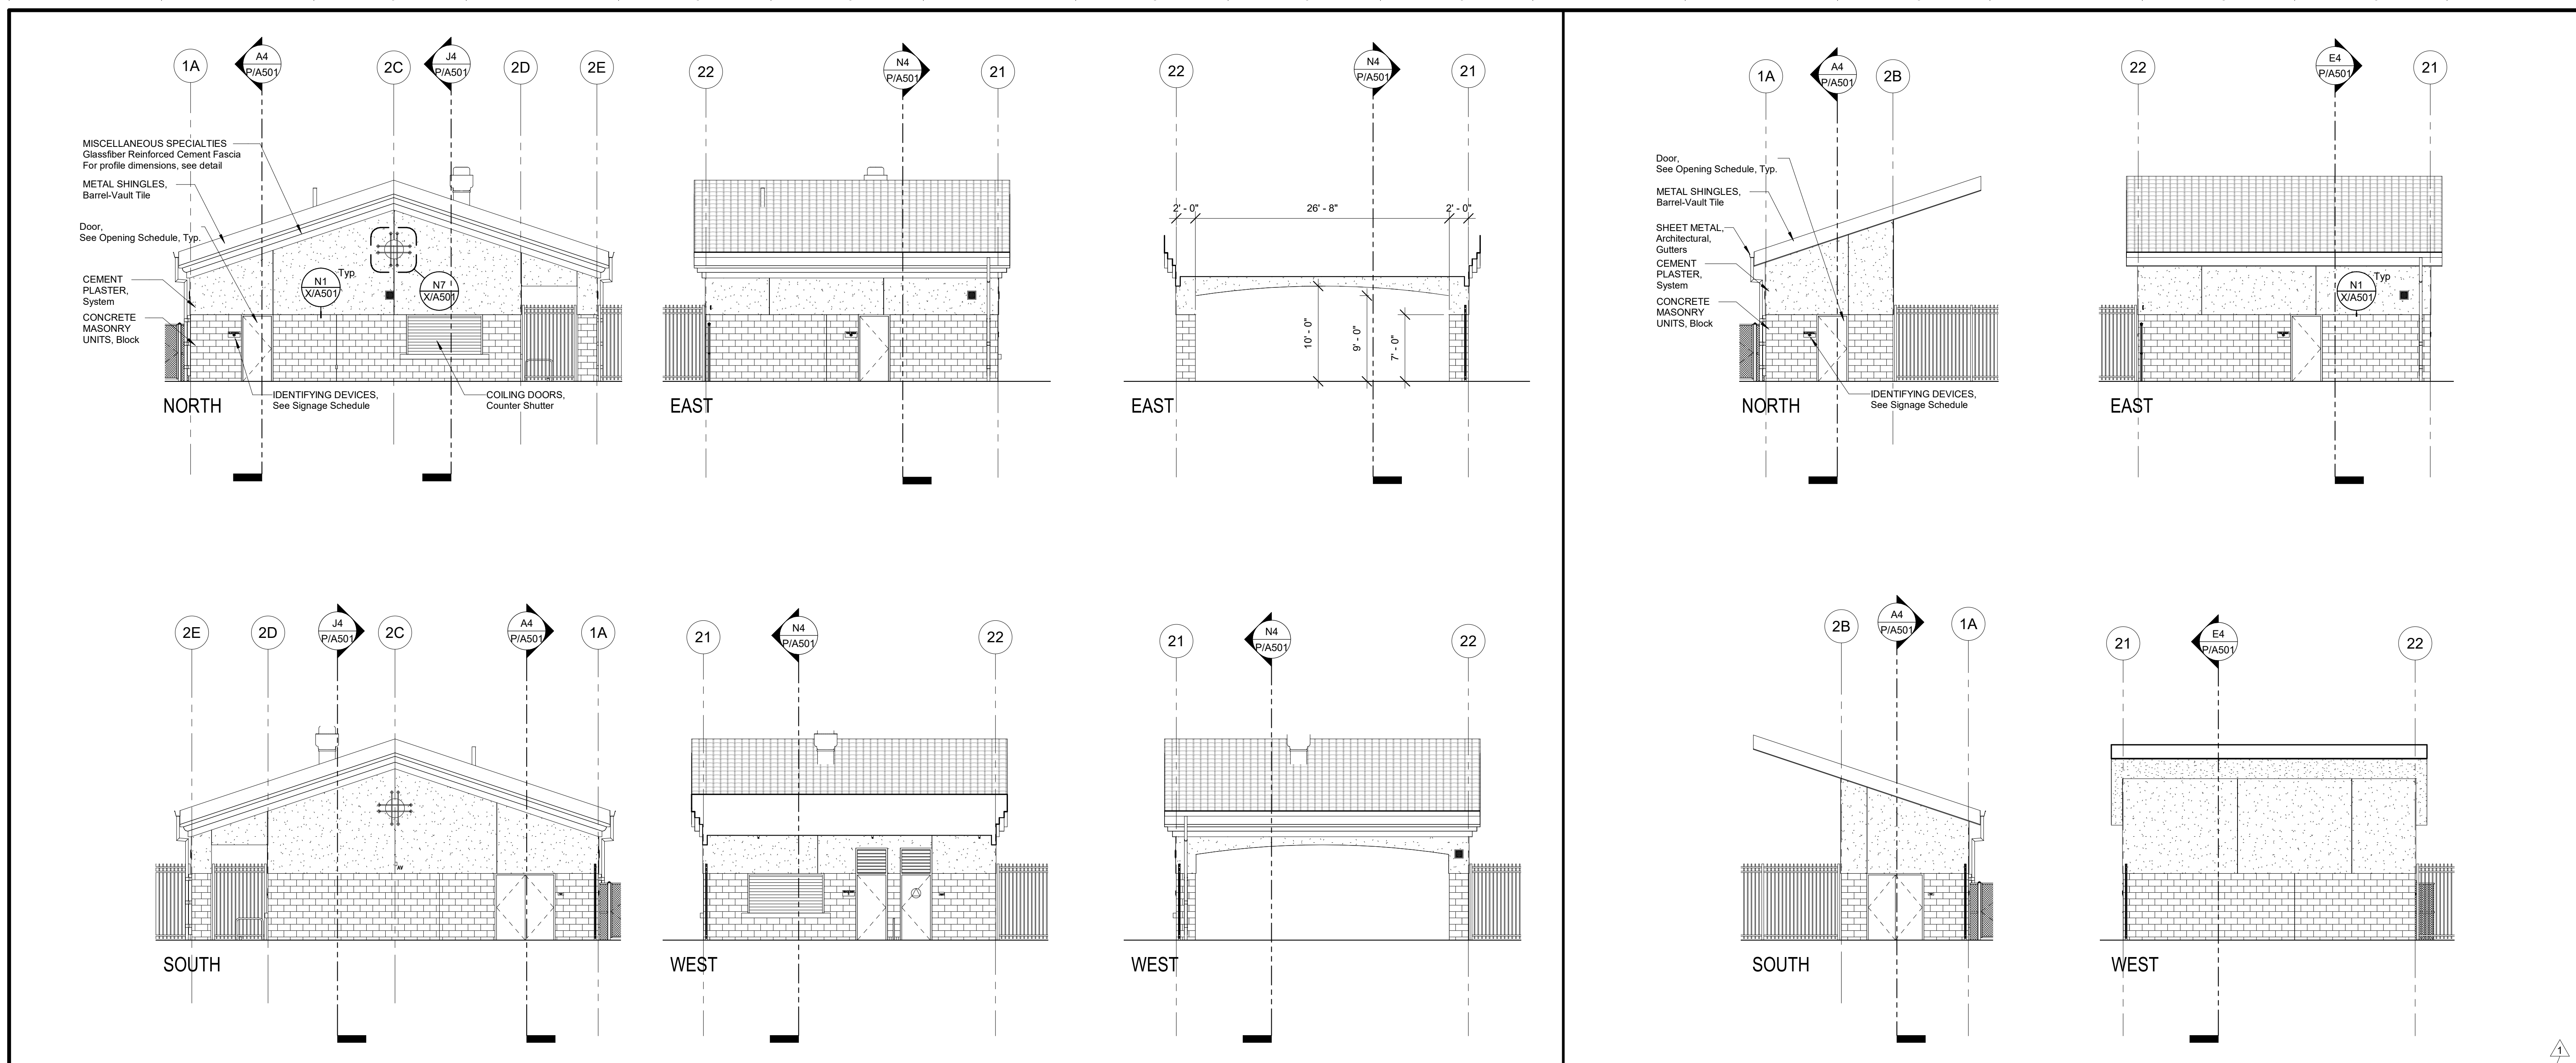 1A
A4
P/A501
2C
J4
P/A501
2D
2E
MISCELLANEOUS SPECIALTIES
Glassfiber Reinforced Cement Fascia
For profile dimensions, see detail
METAL SHINGLES,
Barrel-Vault Tile
Door,
See Opening Schedule, Typ.
CEMENT
PLASTER,
System
CONCRETE
MASONRY
UNITS, Block
N1
X/A501
Typ.
N7
X/A501
IDENTIFYING DEVICES,
See Signage Schedule
COILING DOORS,
Counter Shutter
NORTH
22
N4
P/A501
21
EAST
22
N4
P/A501
21
2' - 0"
26' - 8"
2' - 0"
10' - 0"
9' - 0"
7' - 0"
EAST
1A
A4
P/A501
2B
Door,
See Opening Schedule, Typ.
METAL SHINGLES,
Barrel-Vault Tile
SHEET METAL,
Architectural,
Gutters
CEMENT
PLASTER,
System
CONCRETE
MASONRY
UNITS, Block
IDENTIFYING DEVICES,
See Signage Schedule
NORTH
22
E4
P/A501
21
N1
X/A501
Typ
EAST
2E
2D
J4
P/A501
2C
A4
P/A501
1A
AV
SOUTH
21
N4
P/A501
22
WEST
21
N4
P/A501
22
WEST
2B
A4
P/A501
1A
SOUTH
21
E4
P/A501
22
WEST
1